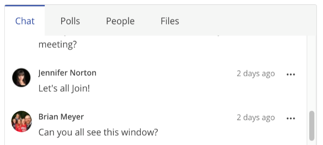 Chat Polls People Files
meeting?
Jennifer Norton 2 days ago
Let's all Join!
Brian Meyer 2 days ago
Can you all see this window?